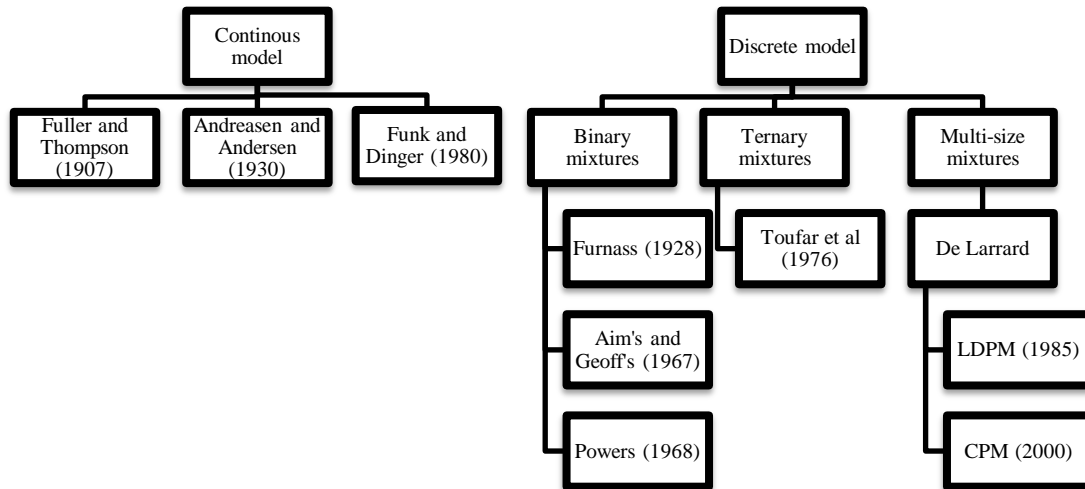 Continous
model
Fuller and
Thompson
(1907)
Andreasen and
Andersen
(1930)
Funk and
Dinger (1980)
Discrete model
Binary
mixtures
Furnass (1928)
Aim's and
Geoff's (1967)
Powers (1968)
Ternary
mixtures
Toufar et al
(1976)
Multi-size
mixtures
De Larrard
LDPM (1985)
CPM (2000)